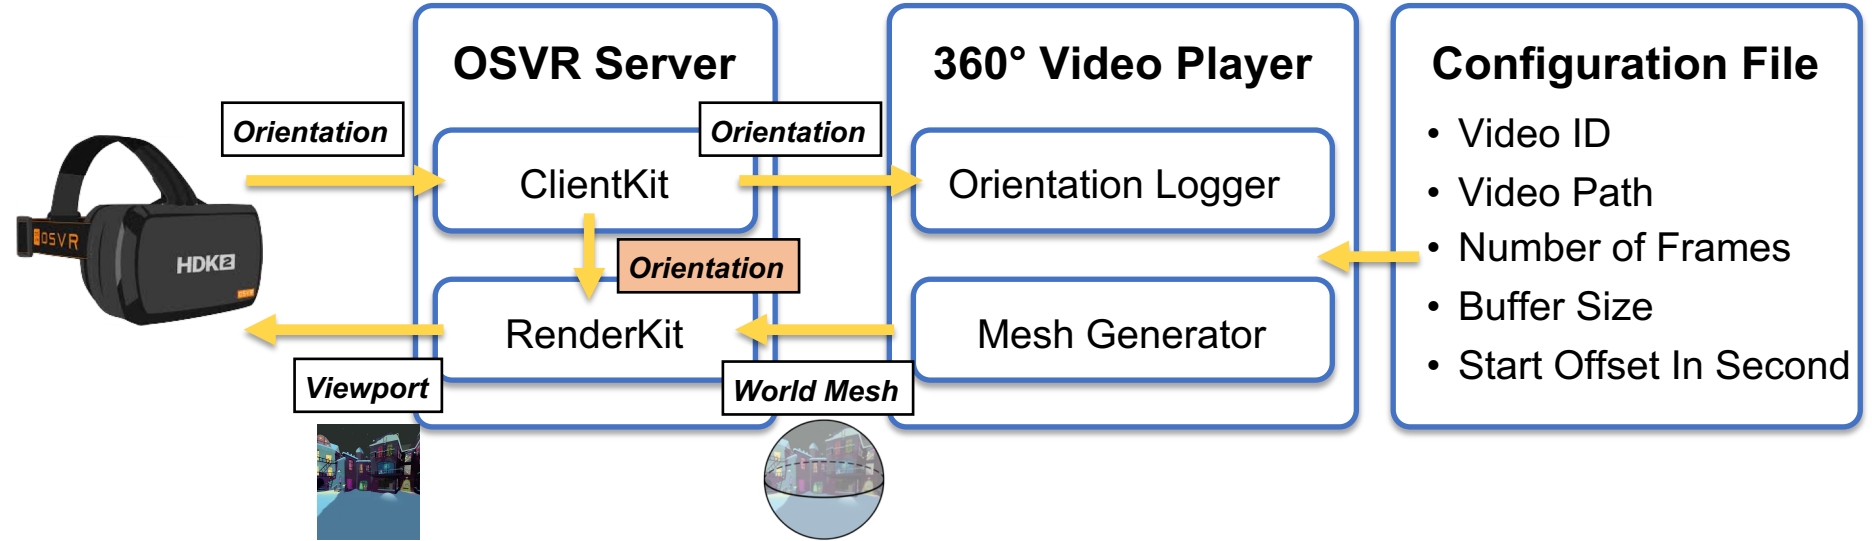 OSVR Server
360° Video Player
Configuration File
Orientation
Orientation
ClientKit
Orientation Logger
• Video ID
• Video Path
• Number of Frames
• Buffer Size
• Start Offset In Second
OSVR
HDK2
OSVR
Orientation
RenderKit
Mesh Generator
Viewport
World Mesh